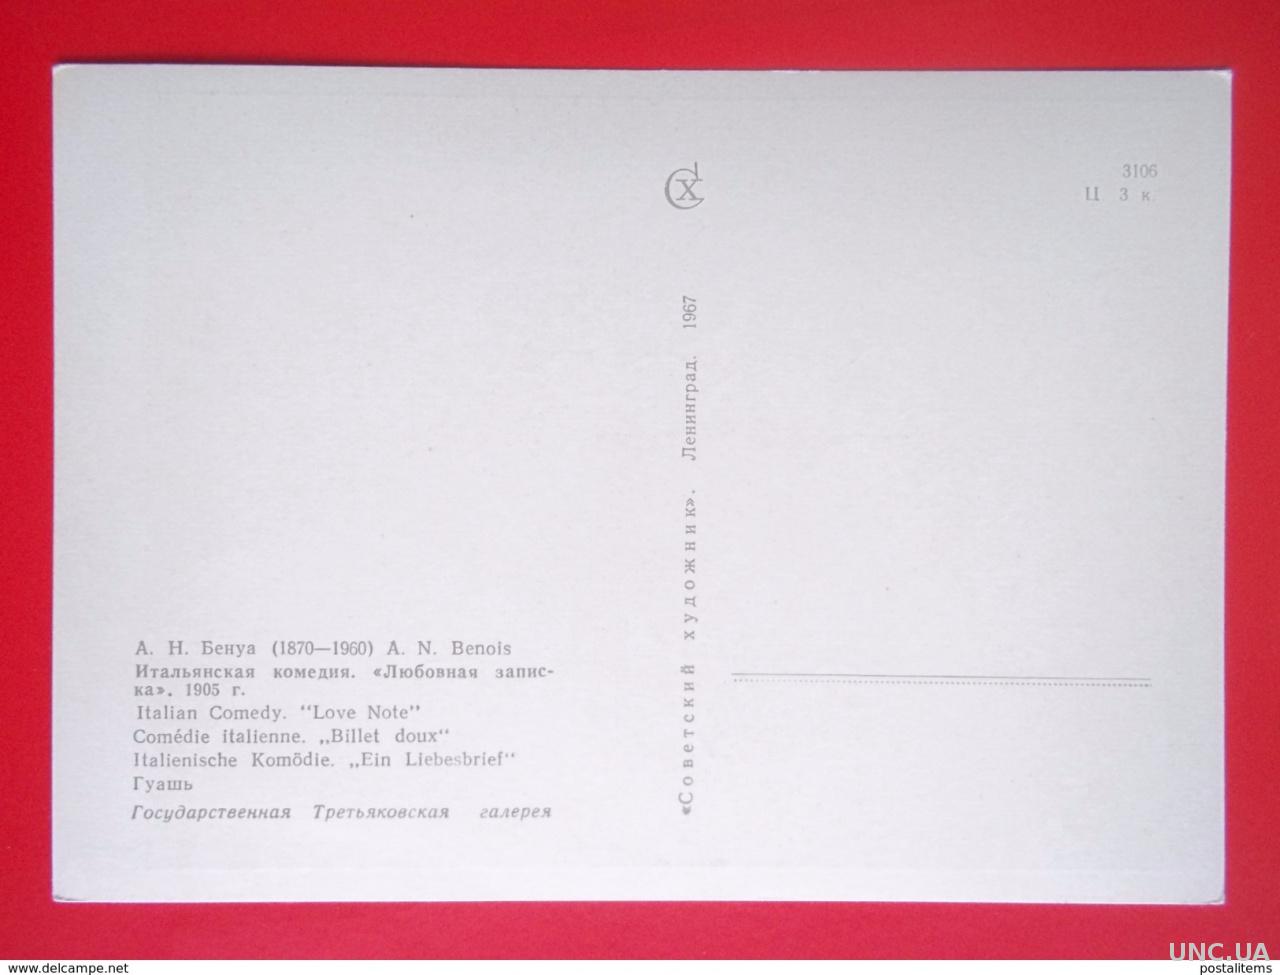 СХ
3106
Ц 3 к.
«Советский художник». Ленинград. 1967
А. Н. Бенуа (1870—1960) A. N. Benois
Итальянская комедия. «Любовная запис-
ка». 1905 г.
Italian Comedy. “Love Note”
Comédie italienne. „Billet doux“
Italienische Komödie. „Ein Liebesbrief“
Гуашь
Государственная Третьяковская галерея
UNC.UA
www.delcampe.net
postalitems